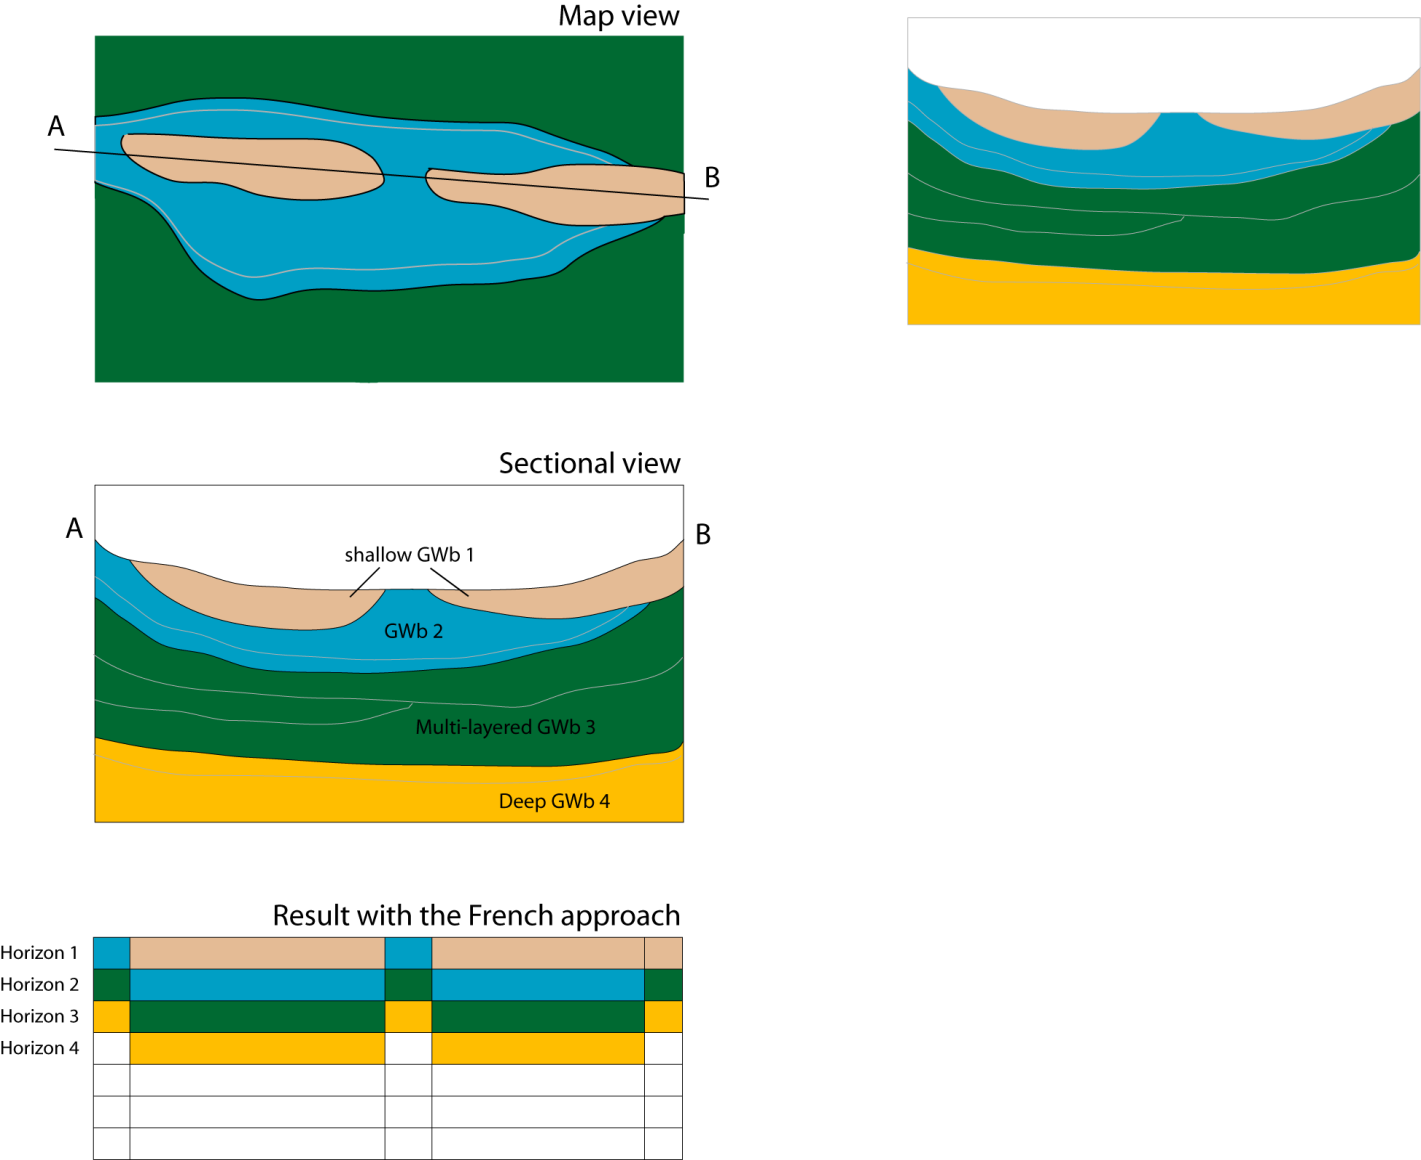 Map view
A
B
Sectional view
A
B
shallow GWb 1
GWb 2
Multi-layered GWb 3
Deep GWb 4
Result with the French approach
Horizon 1
Horizon 2
Horizon 3
Horizon 4